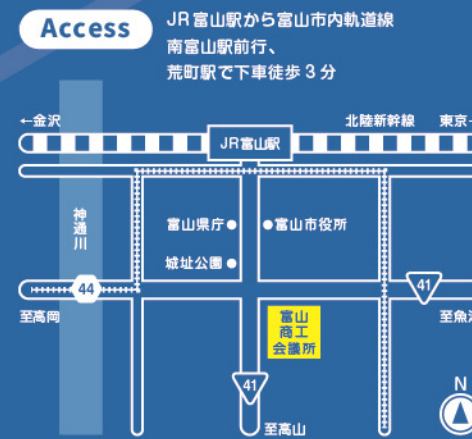 Access
JR富山駅から富山市内軌道線
南富山駅前行、
荒町駅で下車徒歩3分
←金沢
北陸新幹線
東京
JR富山駅
神通川
富山県庁
富山市役所
城址公園
44
41
至高岡
富山
商工
会議所
至魚
41
至高山
N